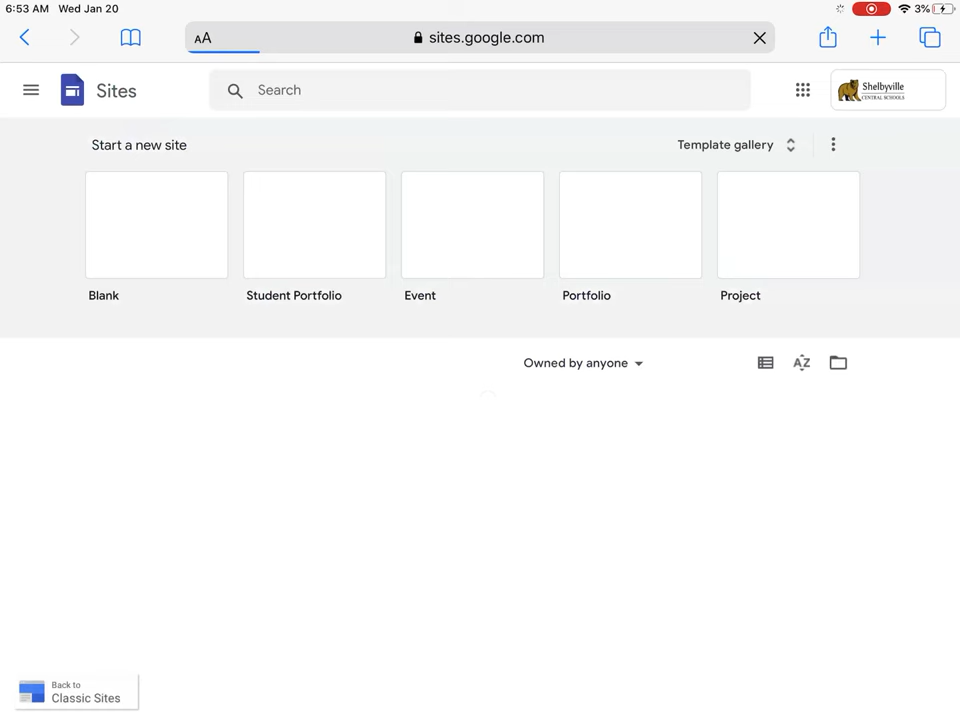 6:53 AM Wed Jan 20
3%
AA
sites.google.com
Sites
Search
Shelbyville
CENTRAL SCHOOLS
Start a new site
Template gallery
Blank
Student Portfolio
Event
Portfolio
Project
Owned by anyone
AZ
Back to
Classic Sites